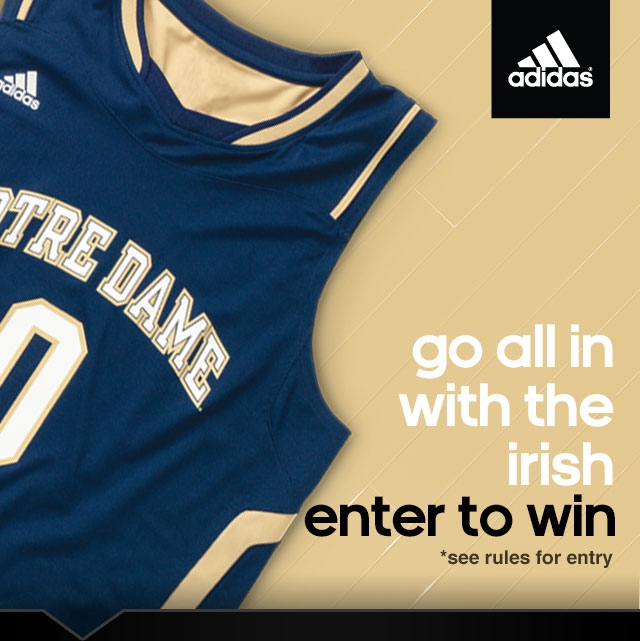 adidas
adidas
OTRE DAME
0
go all in
with the
irish
enter to win
*see rules for entry